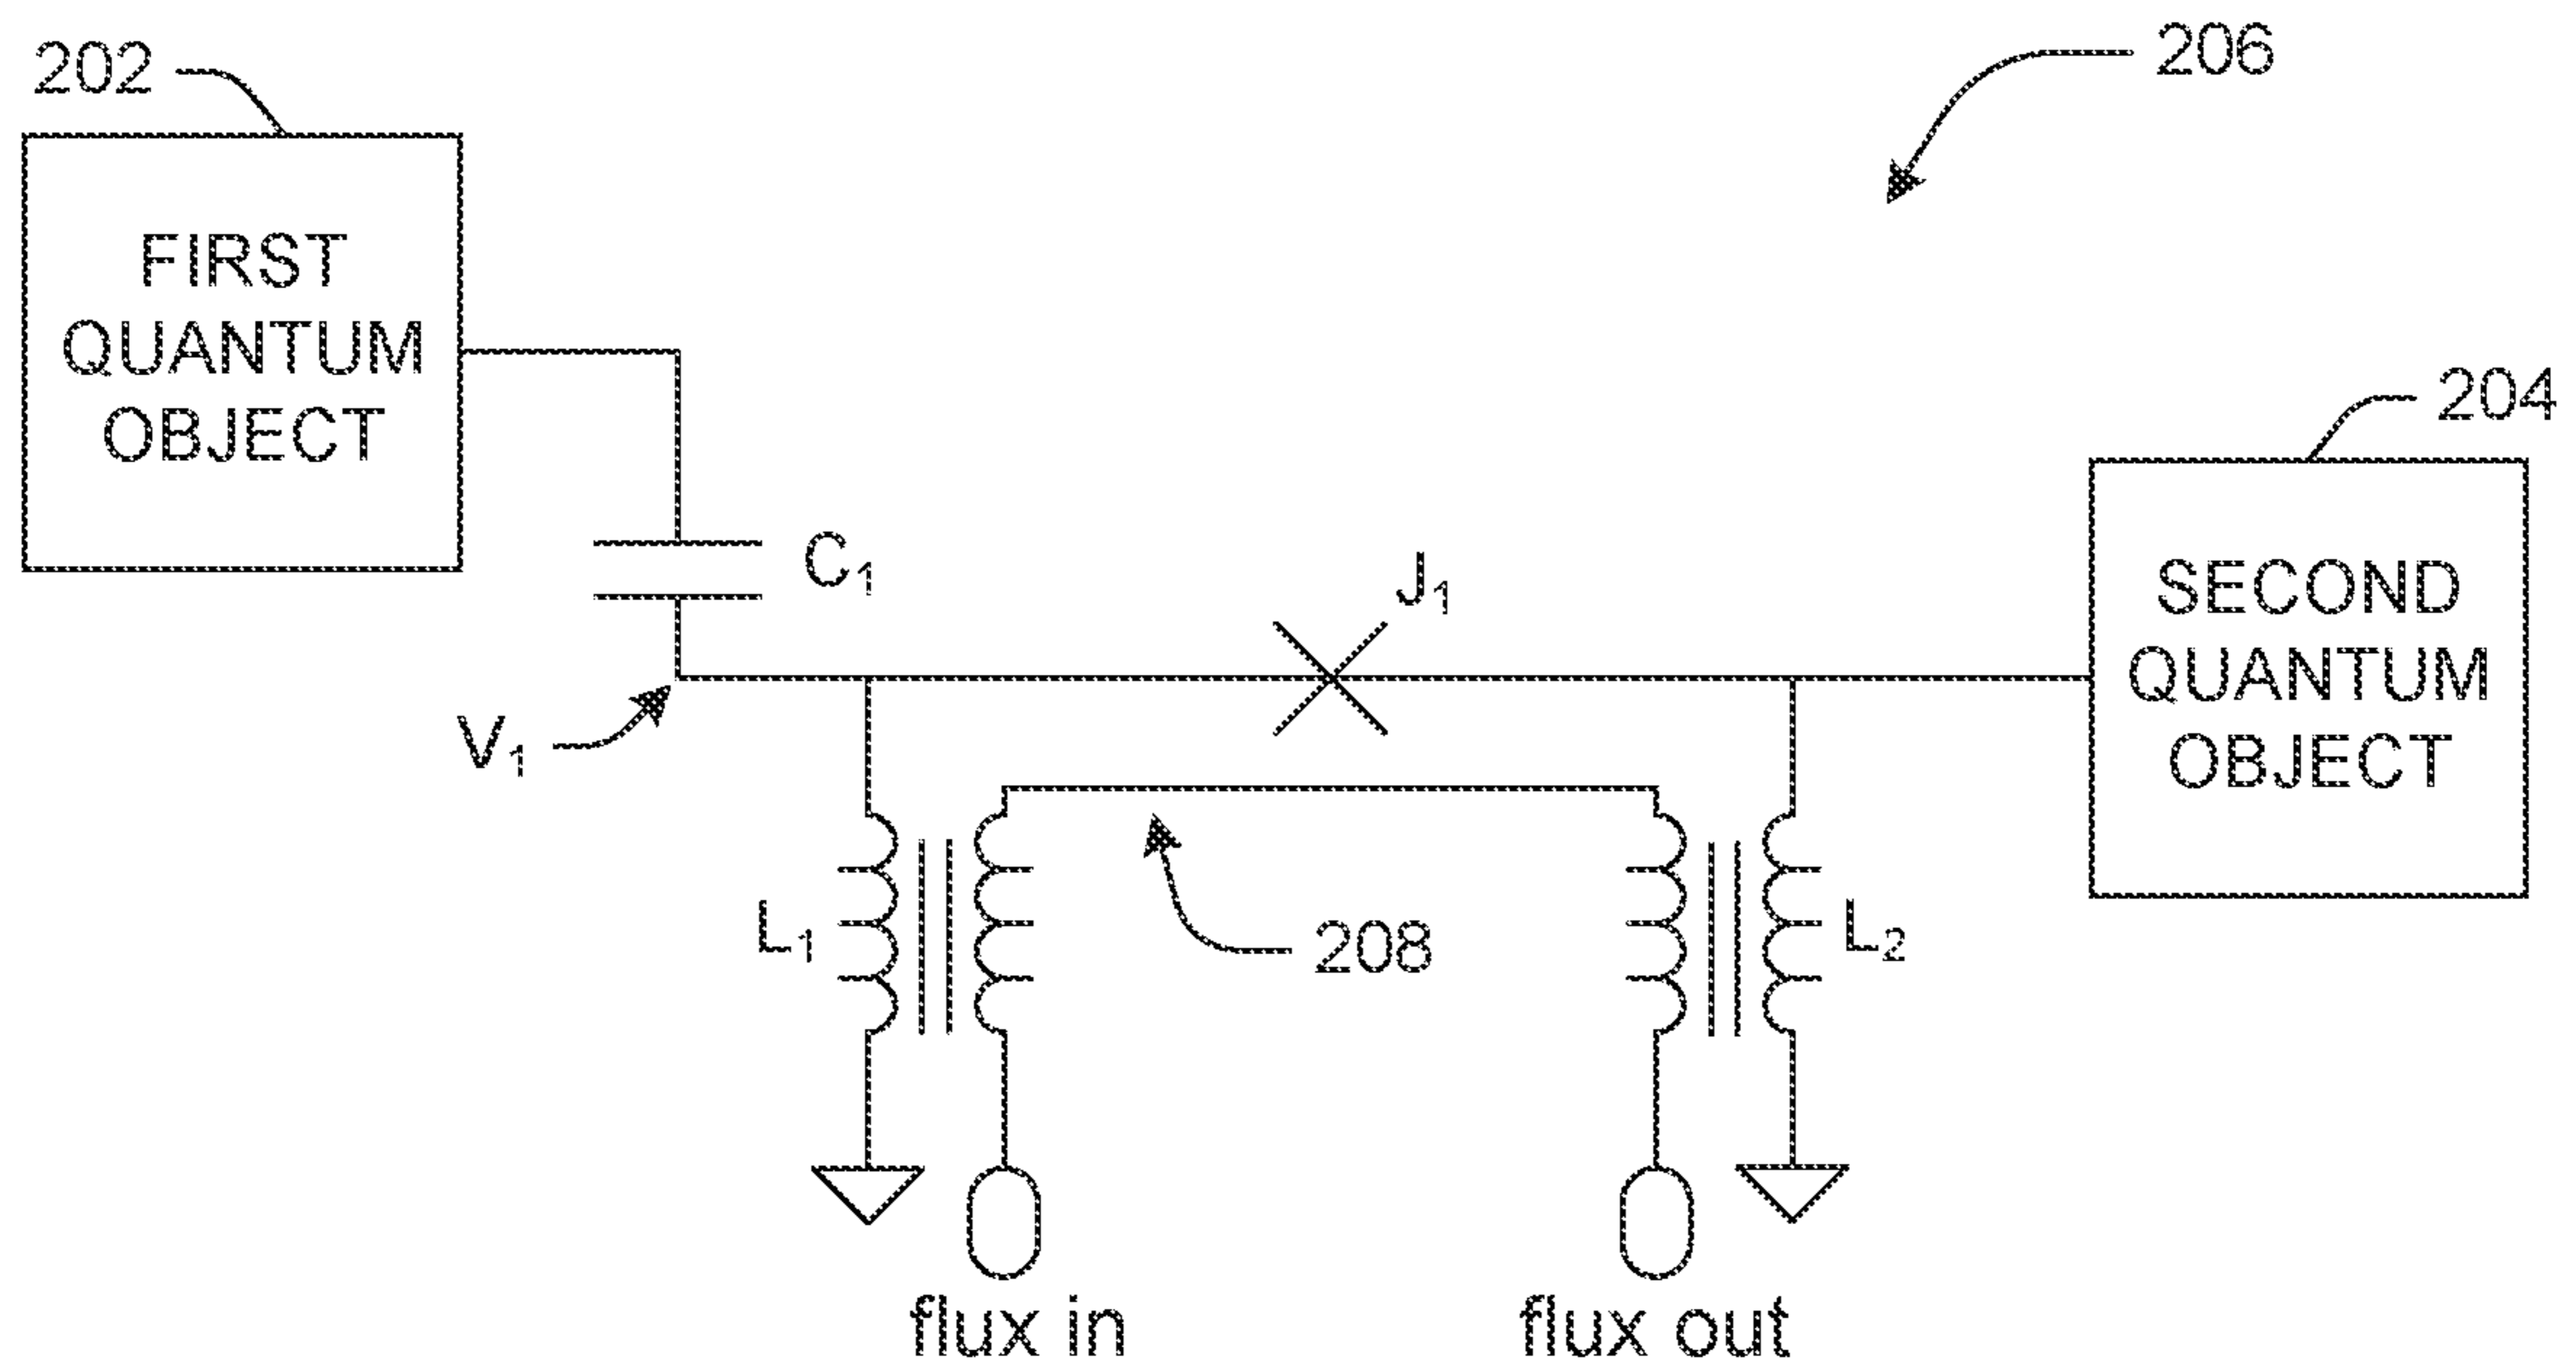 202
206
FIRST
QUANTUM
OBJECT
204
C₁
J₁
SECOND
QUANTUM
OBJECT
V₁
L₁
208
L₂
flux in
flux out